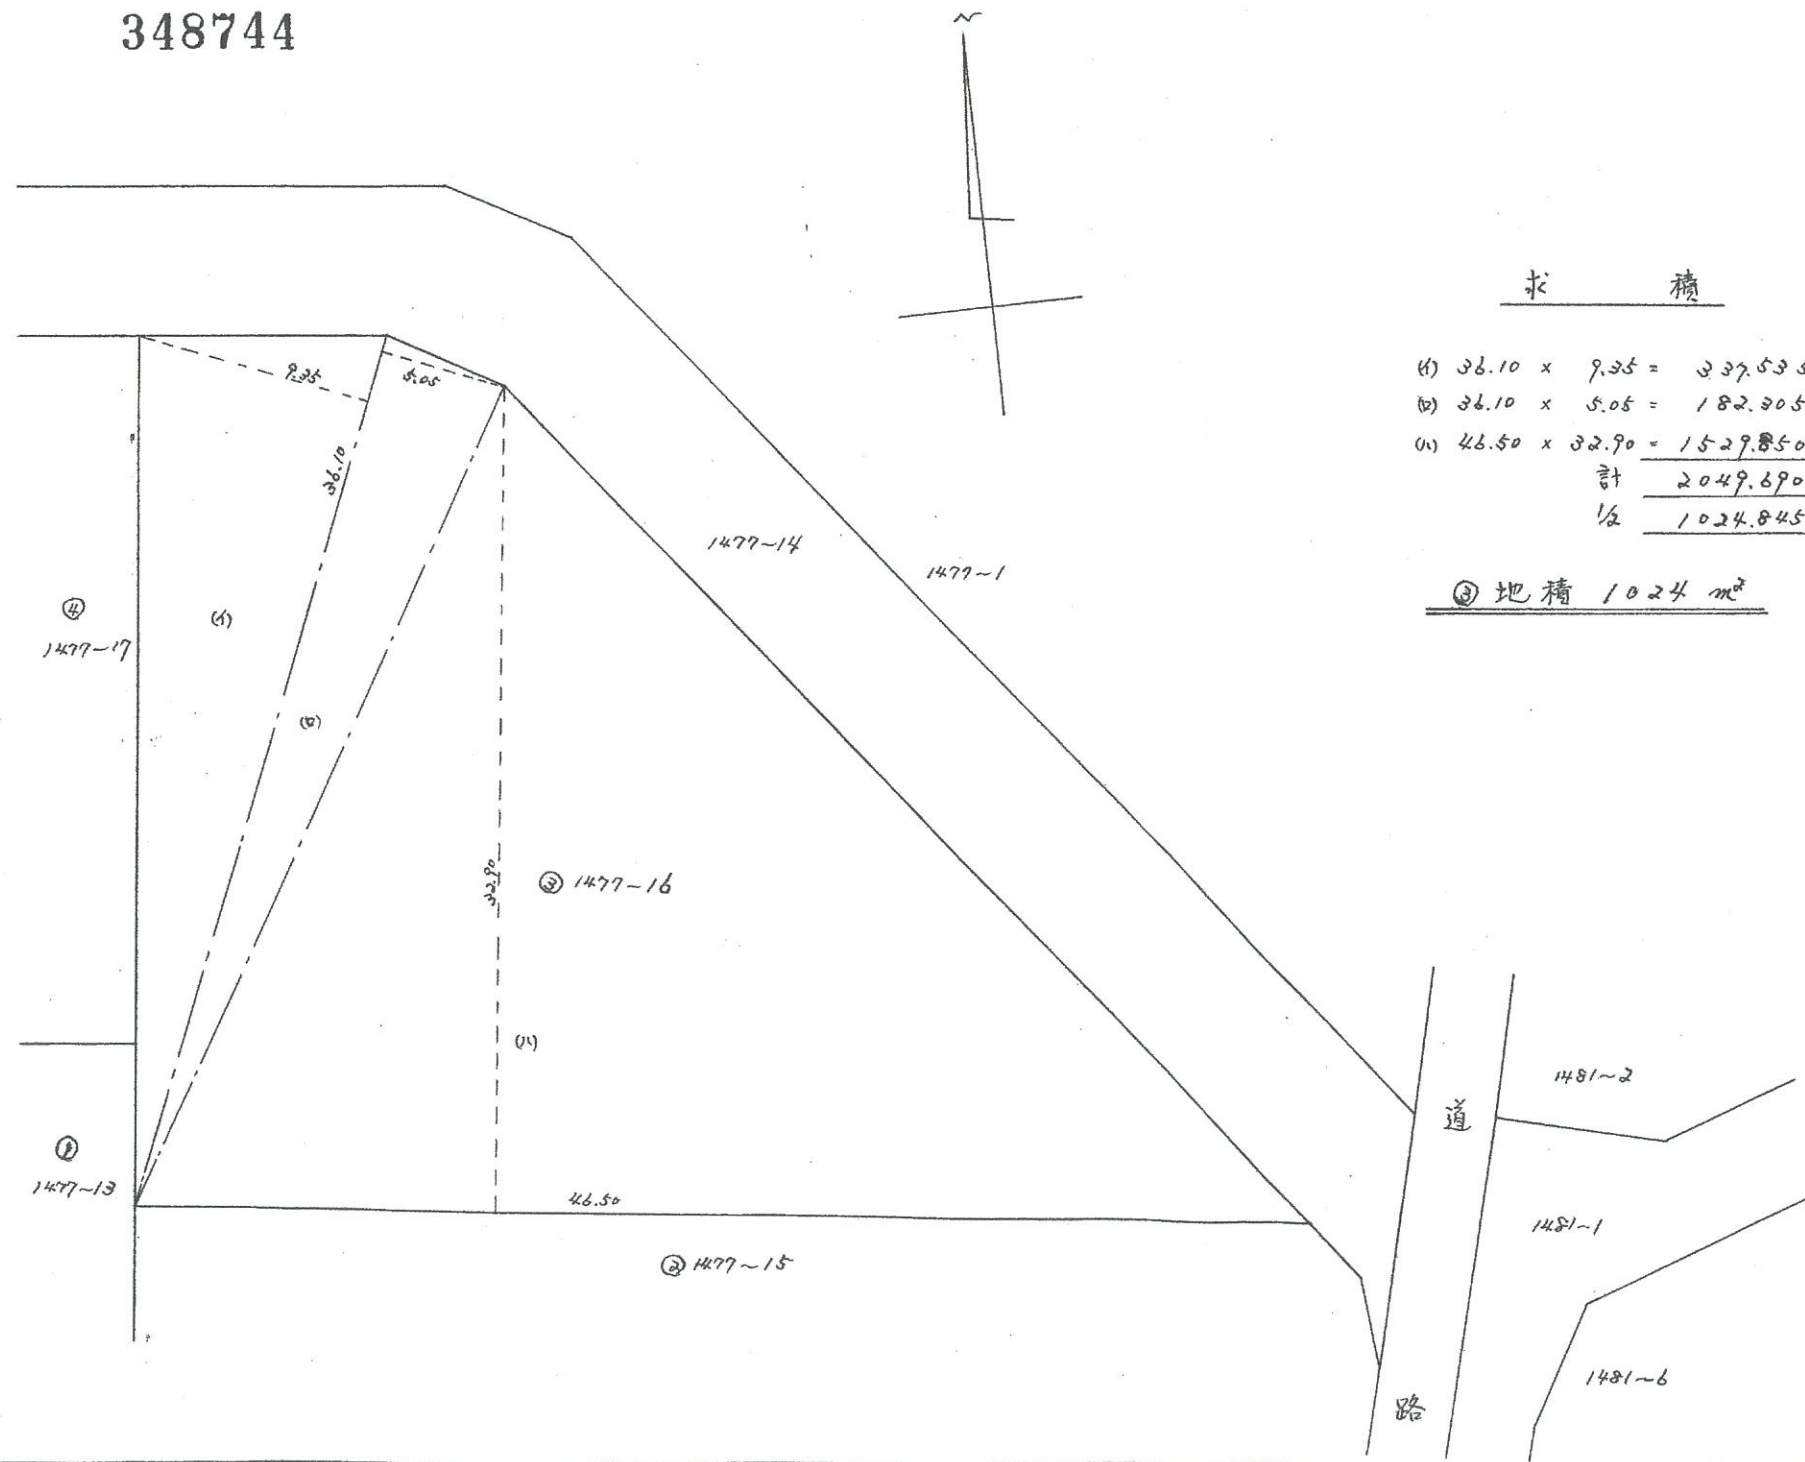 348744
N
求 積
(イ) 36.10 × 9.35 = 337.535
(ロ) 36.10 × 5.05 = 182.305
(ハ) 46.50 × 32.90 = 1529.850
計 2049.690
1/2 1024.845
③ 地積 1024 m²
9.35
5.05
36.10
1477~14
1477~1
④
1477~17
(イ)
(ロ)
32.90
③ 1477~16
(ハ)
1481~2
道
①
1477~13
46.50
1481~1
② 1477~15
1481~6
路